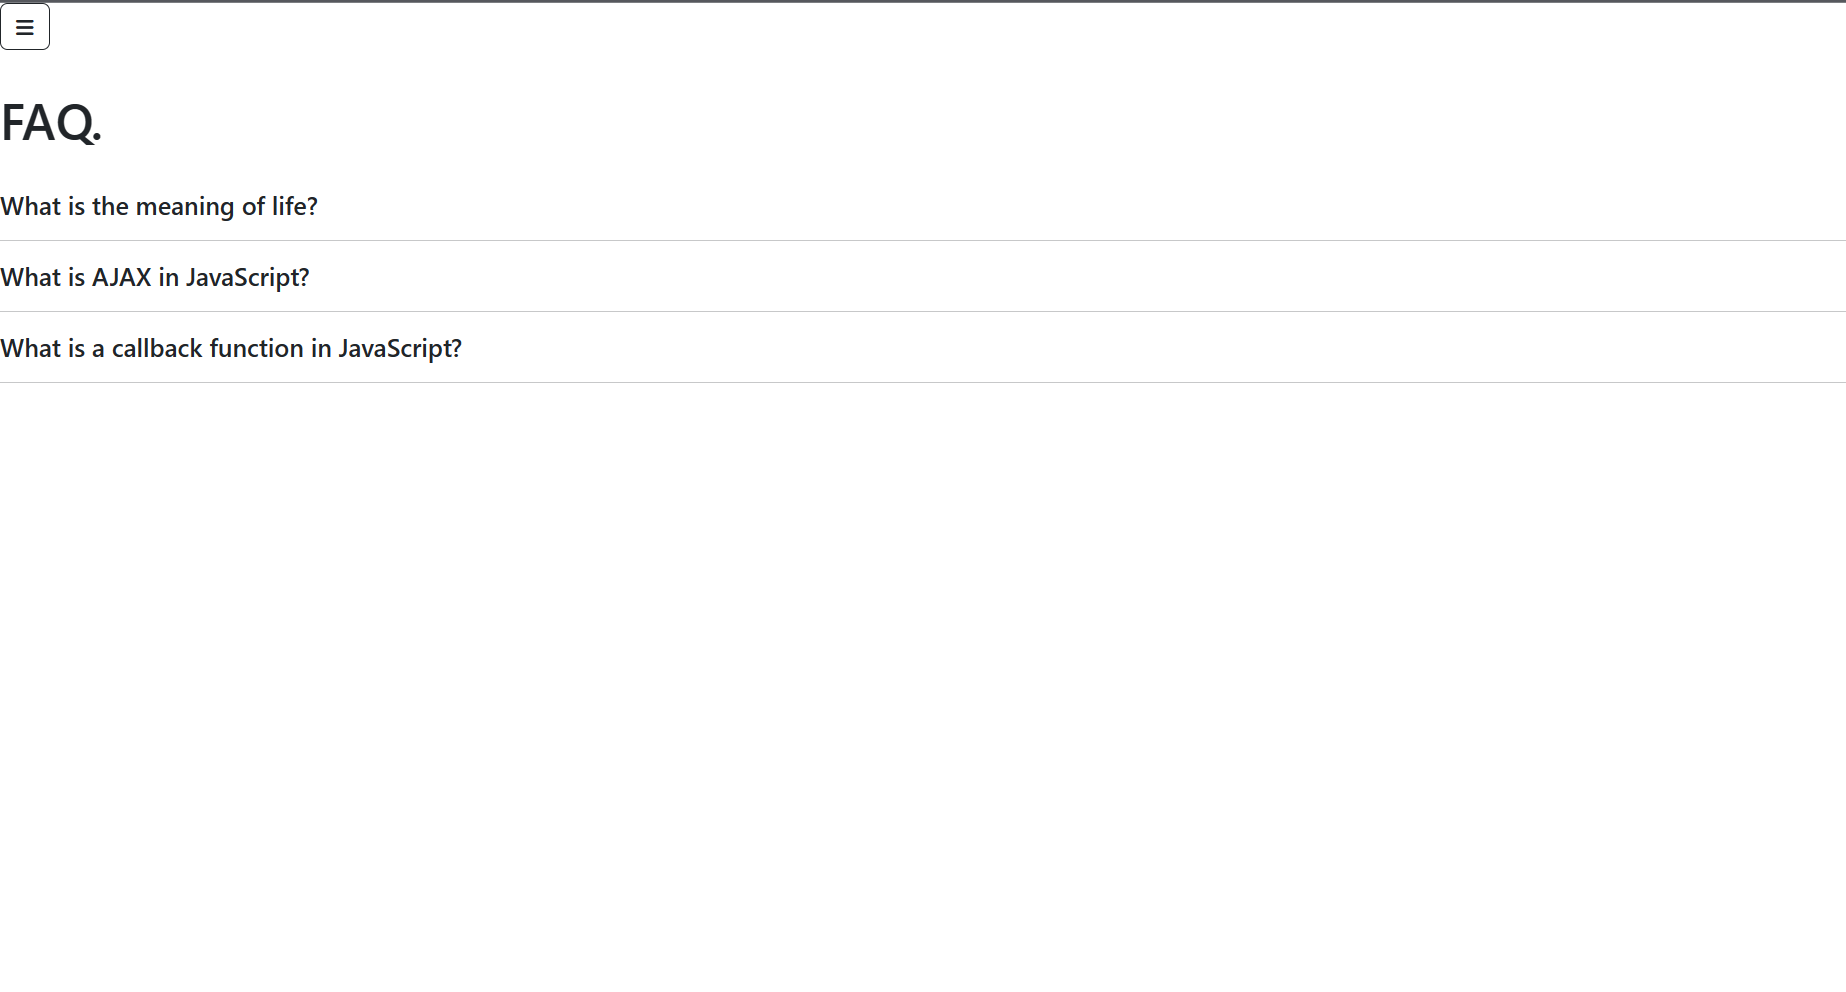 FAQ.
What is the meaning of life?
What is AJAX in JavaScript?
What is a callback function in JavaScript?